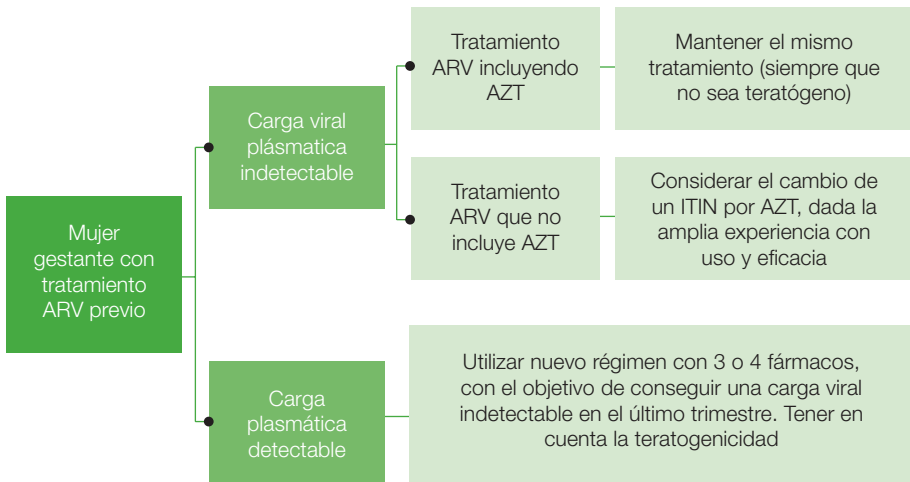 Mujer
gestante con
tratamiento
ARV previo
Carga viral
plásmatica
indetectable
Tratamiento
ARV incluyendo
AZT
Mantener el mismo
tratamiento (siempre que
no sea teratógeno)
Tratamiento
ARV que no
incluye AZT
Considerar el cambio de
un ITIN por AZT, dada la
amplia experiencia con
uso y eficacia
Carga
plasmática
detectable
Utilizar nuevo régimen con 3 o 4 fármacos,
con el objetivo de conseguir una carga viral
indetectable en el último trimestre. Tener en
cuenta la teratogenicidad